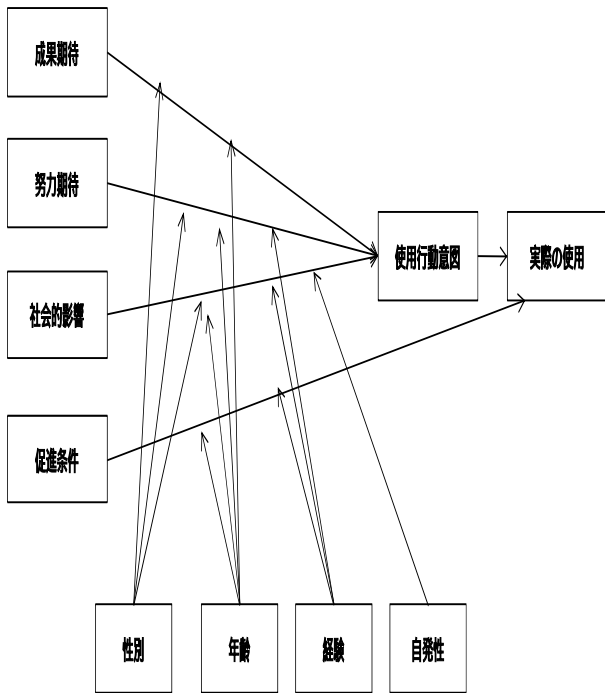 成果期待
努力期待
社会的影響
促進条件
使用行動意図
実際の使用
性別
年齢
経験
自発性